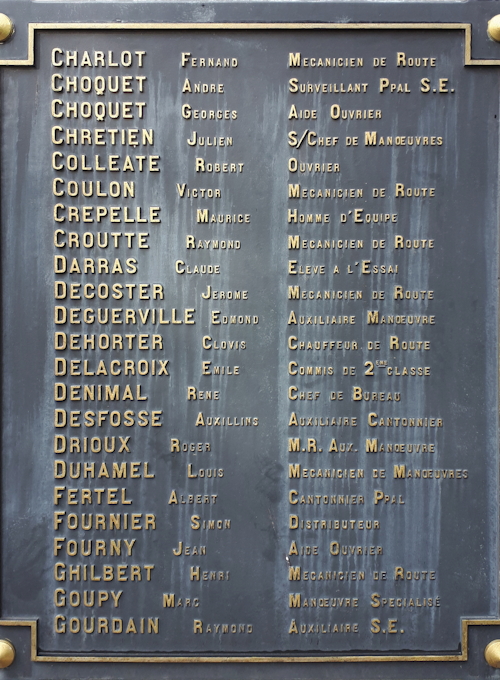 CHARLOT FERNAND MECANICIEN DE ROUTE
CHOQUET ANDRE SURVEILLANT PPAL S.E.
CHOQUET GEORGES AIDE OUVRIER
CHRETIEN JULIEN S/CHEF DE MANŒUVRES
COLLEATE ROBERT OUVRIER
COULON VICTOR MECANICIEN DE ROUTE
CREPELLE MAURICE HOMME D'EQUIPE
CROUTTE RAYMOND MECANICIEN DE ROUTE
DARRAS CLAUDE ELEVE A L'ESSAI
DECOSTER JEROME MECANICIEN DE ROUTE
DEGUERVILLE EDMOND AUXILIAIRE MANŒUVRE
DEHORTER CLOVIS CHAUFFEUR DE ROUTE
DELACROIX EMILE COMMIS DE 2EME CLASSE
DENIMAL RENE CHEF DE BUREAU
DESFOSSE AUXILLINS AUXILIAIRE CANTONNIER
DRIOUX ROGER M.R. AUX. MANŒUVRE
DUHAMEL LOUIS MECANICIEN DE MANŒUVRES
FERTEL ALBERT CANTONNIER PPAL
FOURNIER SIMON DISTRIBUTEUR
FOURNY JEAN AIDE OUVRIER
GHILBERT HENRI MECANICIEN DE ROUTE
GOUPY MARC MANŒUVRE SPECIALISE
GOURDAIN RAYMOND AUXILIAIRE S.E.